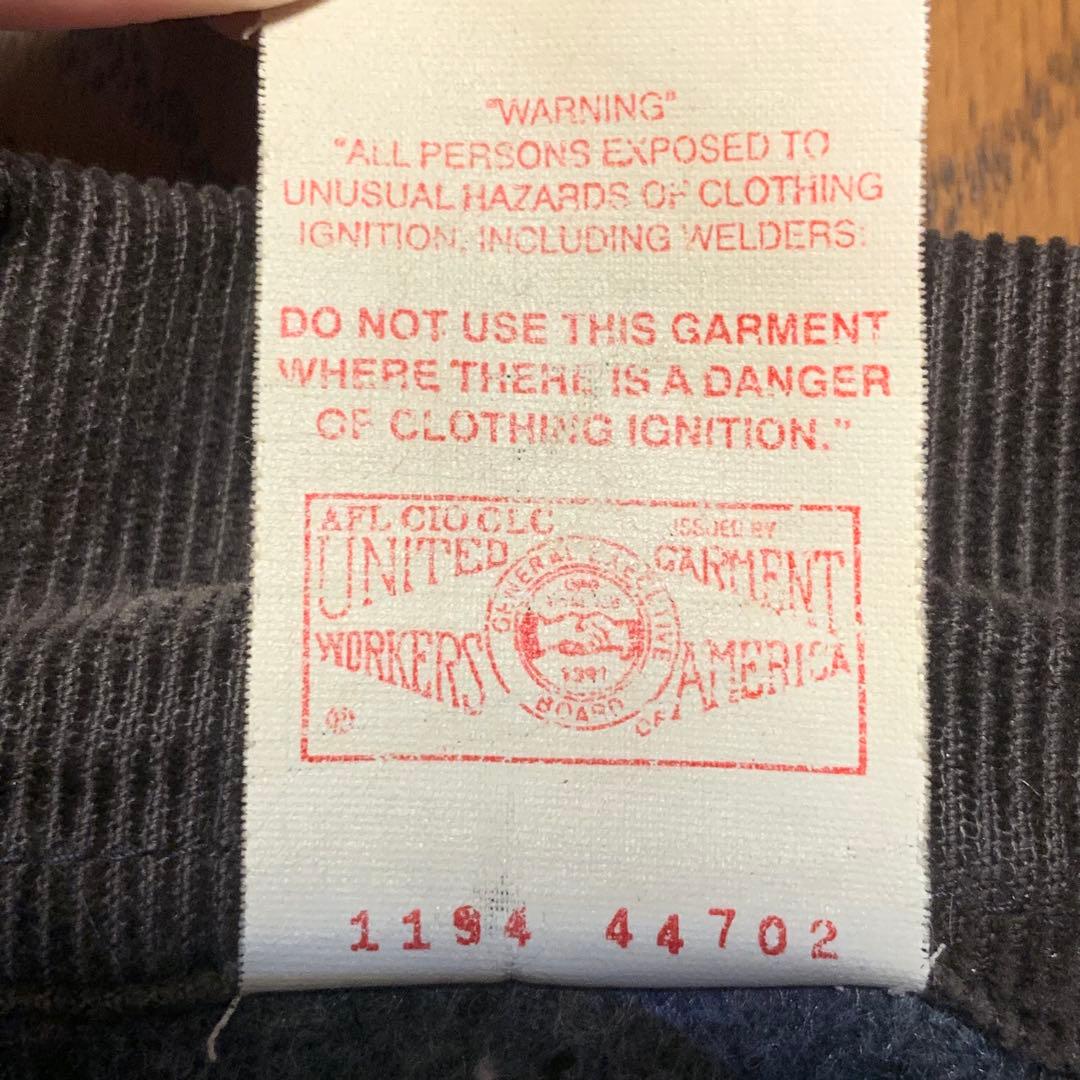 "WARNING"
"ALL PERSONS EXPOSED TO
UNUSUAL HAZARDS OF CLOTHING
IGNITION, INCLUDING WELDERS:
DO NOT USE THIS GARMENT
WHERE THERE IS A DANGER
OF CLOTHING IGNITION."
AFL CIO CLC
ISSUED BY
UNITED GARMENT
WORKERS OF AMERICA
GENERAL EXECUTIVE
BOARD
1194 44702